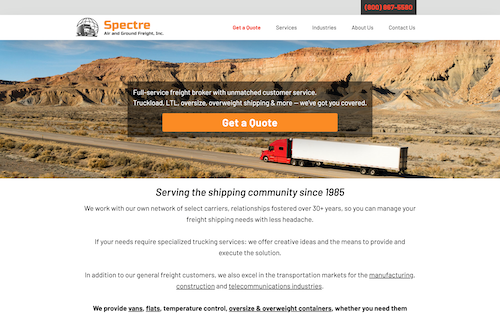 (800) 887-5580
Spectre
Air and Ground Freight, Inc.
Get a Quote
Services
Industries
About Us
Contact Us
Full-service freight broker with unmatched customer service.
Truckload, LTL, oversize, overweight shipping & more – we've got you covered.
Get a Quote
Serving the shipping community since 1985
We work with our own network of select carriers, relationships fostered over 30+ years, so you can manage your
freight shipping needs with less headache.
If your needs require specialized trucking services: we offer creative ideas and the means to provide and
execute the solution.
In addition to our general freight customers, we also excel in the transportation markets for the manufacturing,
construction and telecommunications industries.
We provide vans, flats, temperature control, oversize & overweight containers, whether you need them